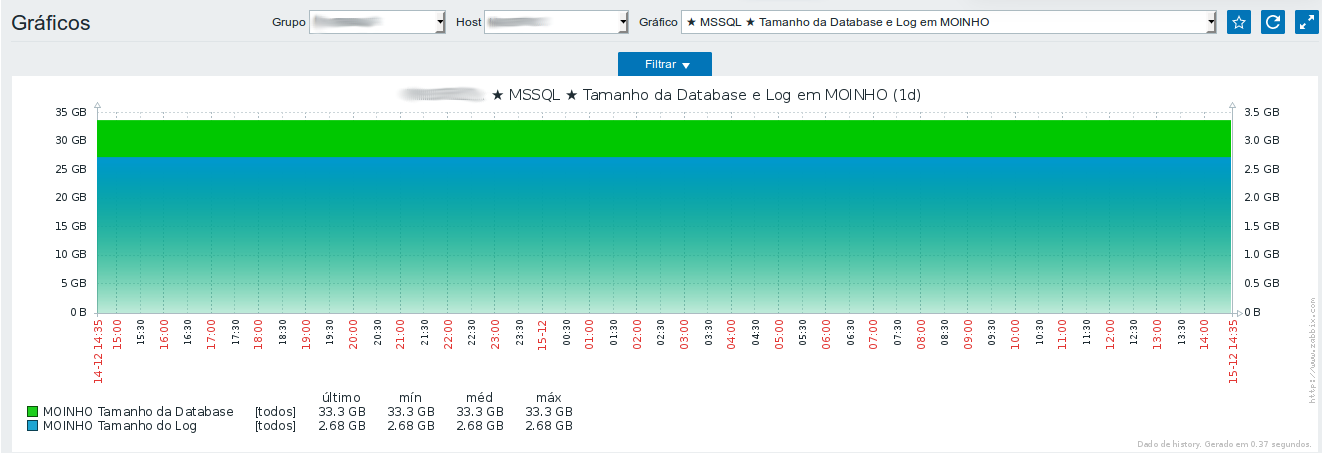 Gráficos Grupo Host Gráfico ★ MSSQL ★ Tamanho da Database e Log em MOINHO
Filtrar
★ MSSQL ★ Tamanho da Database e Log em MOINHO (1d)
35 GB 3.5 GB
30 GB 3.0 GB
25 GB 2.5 GB
20 GB 2.0 GB
15 GB 1.5 GB
10 GB 1.0 GB
5 GB 0.5 GB
0 B 0 B
14-12 14:35 15:00 15:30 16:00 16:30 17:00 17:30 18:00 18:30 19:00 19:30 20:00 20:30 21:00 21:30 22:00 22:30 23:00 23:30 15-12 00:30 01:00 01:30 02:00 02:30 03:00 03:30 04:00 04:30 05:00 05:30 06:00 06:30 07:00 07:30 08:00 08:30 09:00 09:30 10:00 10:30 11:00 11:30 12:00 12:30 13:00 13:30 14:00 15-12 14:35
http://www.zabbix.com
último mín méd máx
MOINHO Tamanho da Database [todos] 33.3 GB 33.3 GB 33.3 GB 33.3 GB
MOINHO Tamanho do Log [todos] 2.68 GB 2.68 GB 2.68 GB 2.68 GB
Dado de history. Gerado em 0.37 segundos.